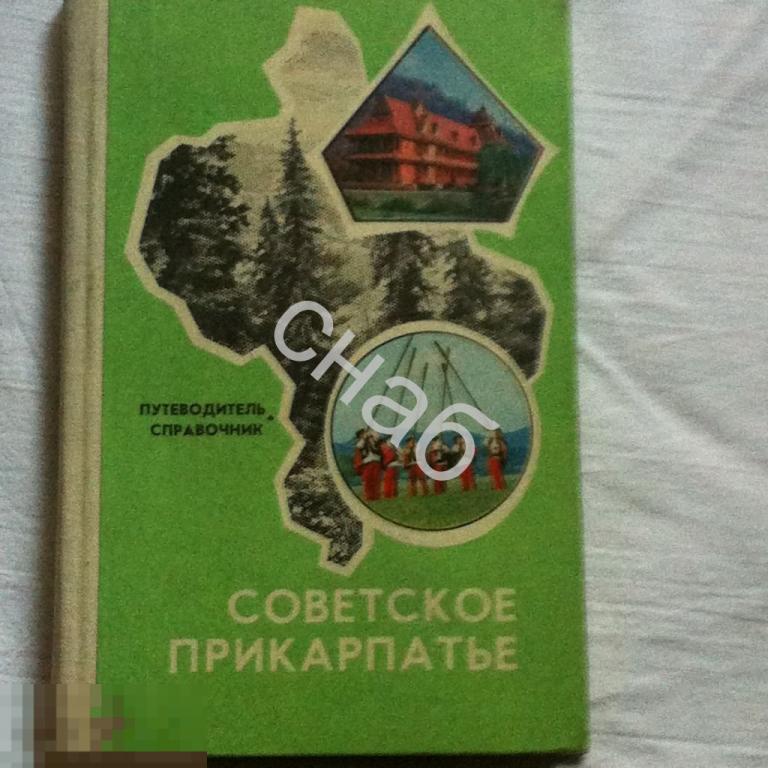 снаб
ПУТЕВОДИТЕЛЬ-
СПРАВОЧНИК
СОВЕТСКОЕ
ПРИКАРПАТЬЕ